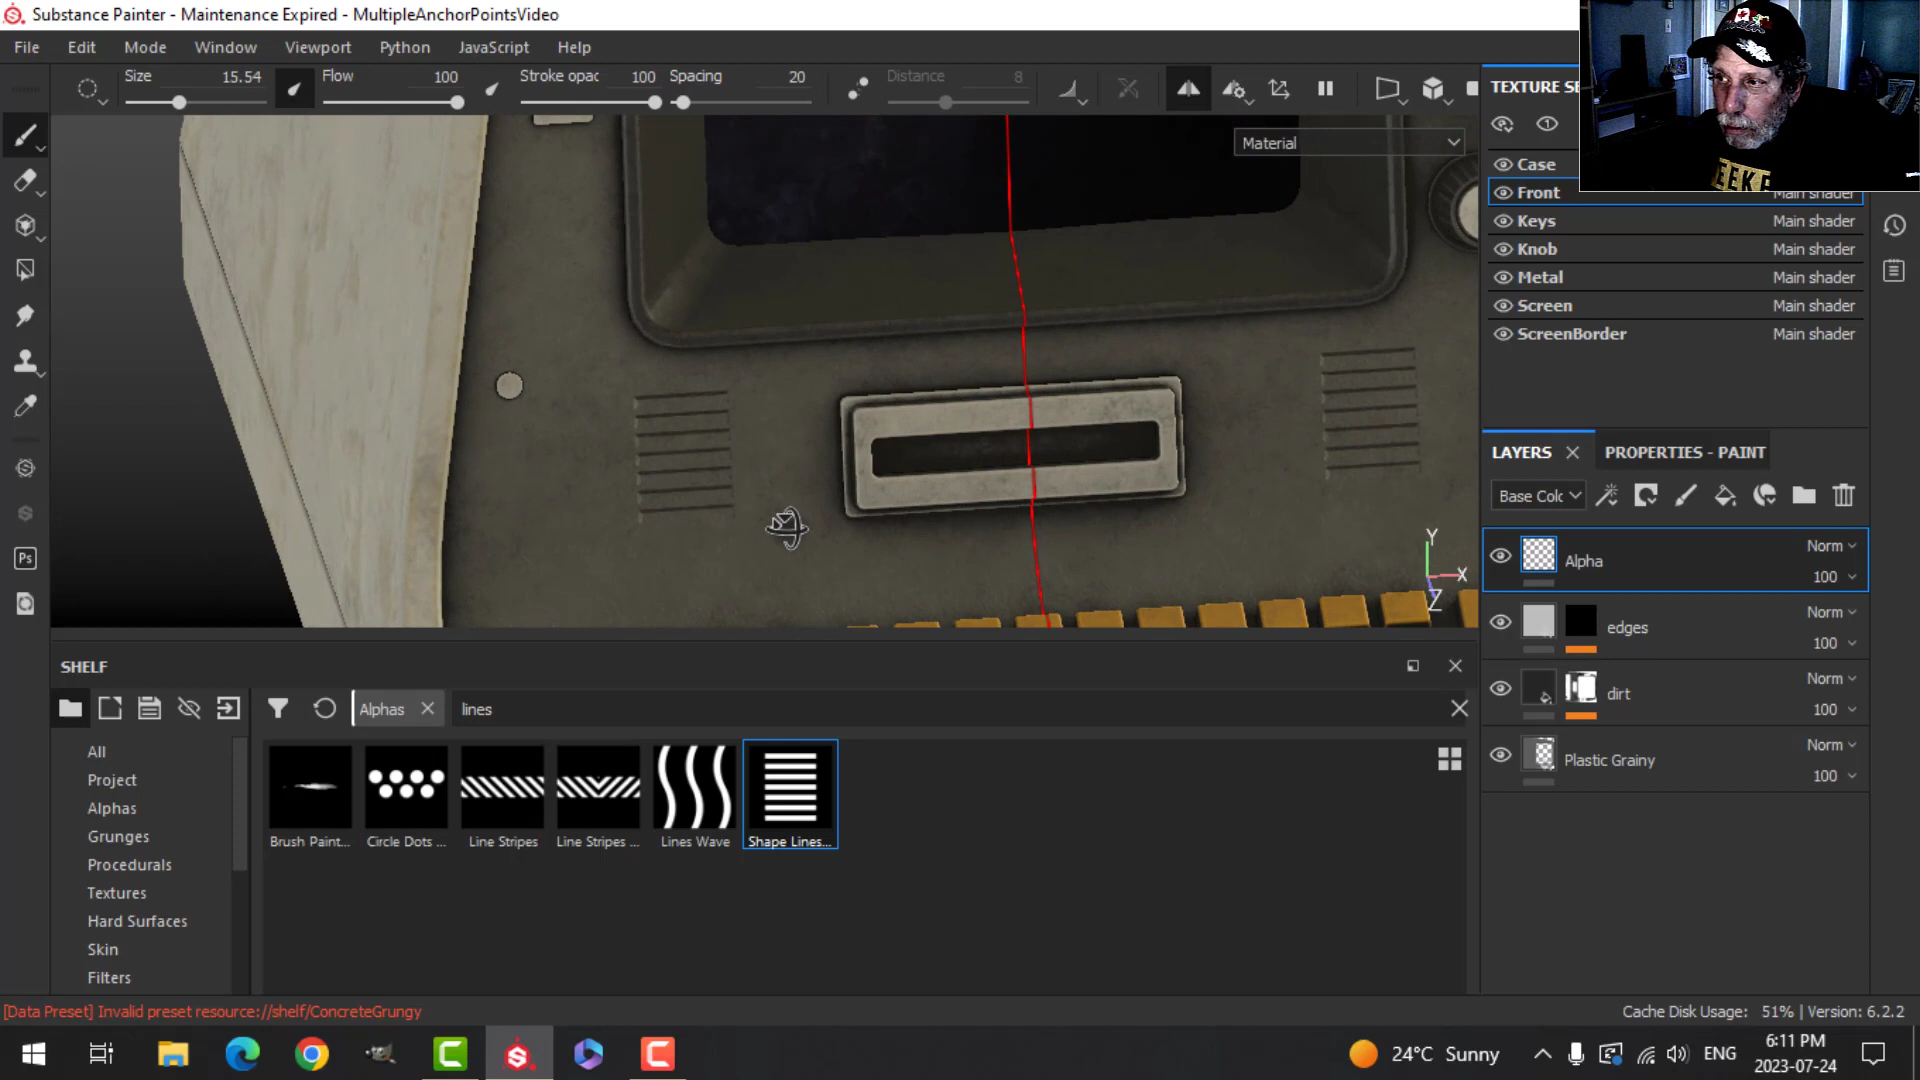 Substance Painter - Maintenance Expired - MultipleAnchorPointsVideo
File Edit Mode Window Viewport Python JavaScript Help
Size 15.54 Flow 100 Stroke opac 100 Spacing 20 Distance 8
Material
TEXTURE SE
Case
Front Main shader
Keys Main shader
Knob Main shader
Metal Main shader
Screen Main shader
ScreenBorder Main shader
LAYERS PROPERTIES - PAINT
Base Colc
Alpha Norm 100
edges Norm 100
dirt Norm 100
Plastic Grainy Norm 100
Y
X
Z
SHELF
Alphas lines
All
Project
Alphas
Grunges
Procedurals
Textures
Hard Surfaces
Skin
Filters
Brush Paint... Circle Dots ... Line Stripes Line Stripes ... Lines Wave Shape Lines...
[Data Preset] Invalid preset resource://shelf/ConcreteGrungy
Cache Disk Usage: 51% | Version: 6.2.2
Ps
24°C Sunny
ENG
6:11 PM
2023-07-24